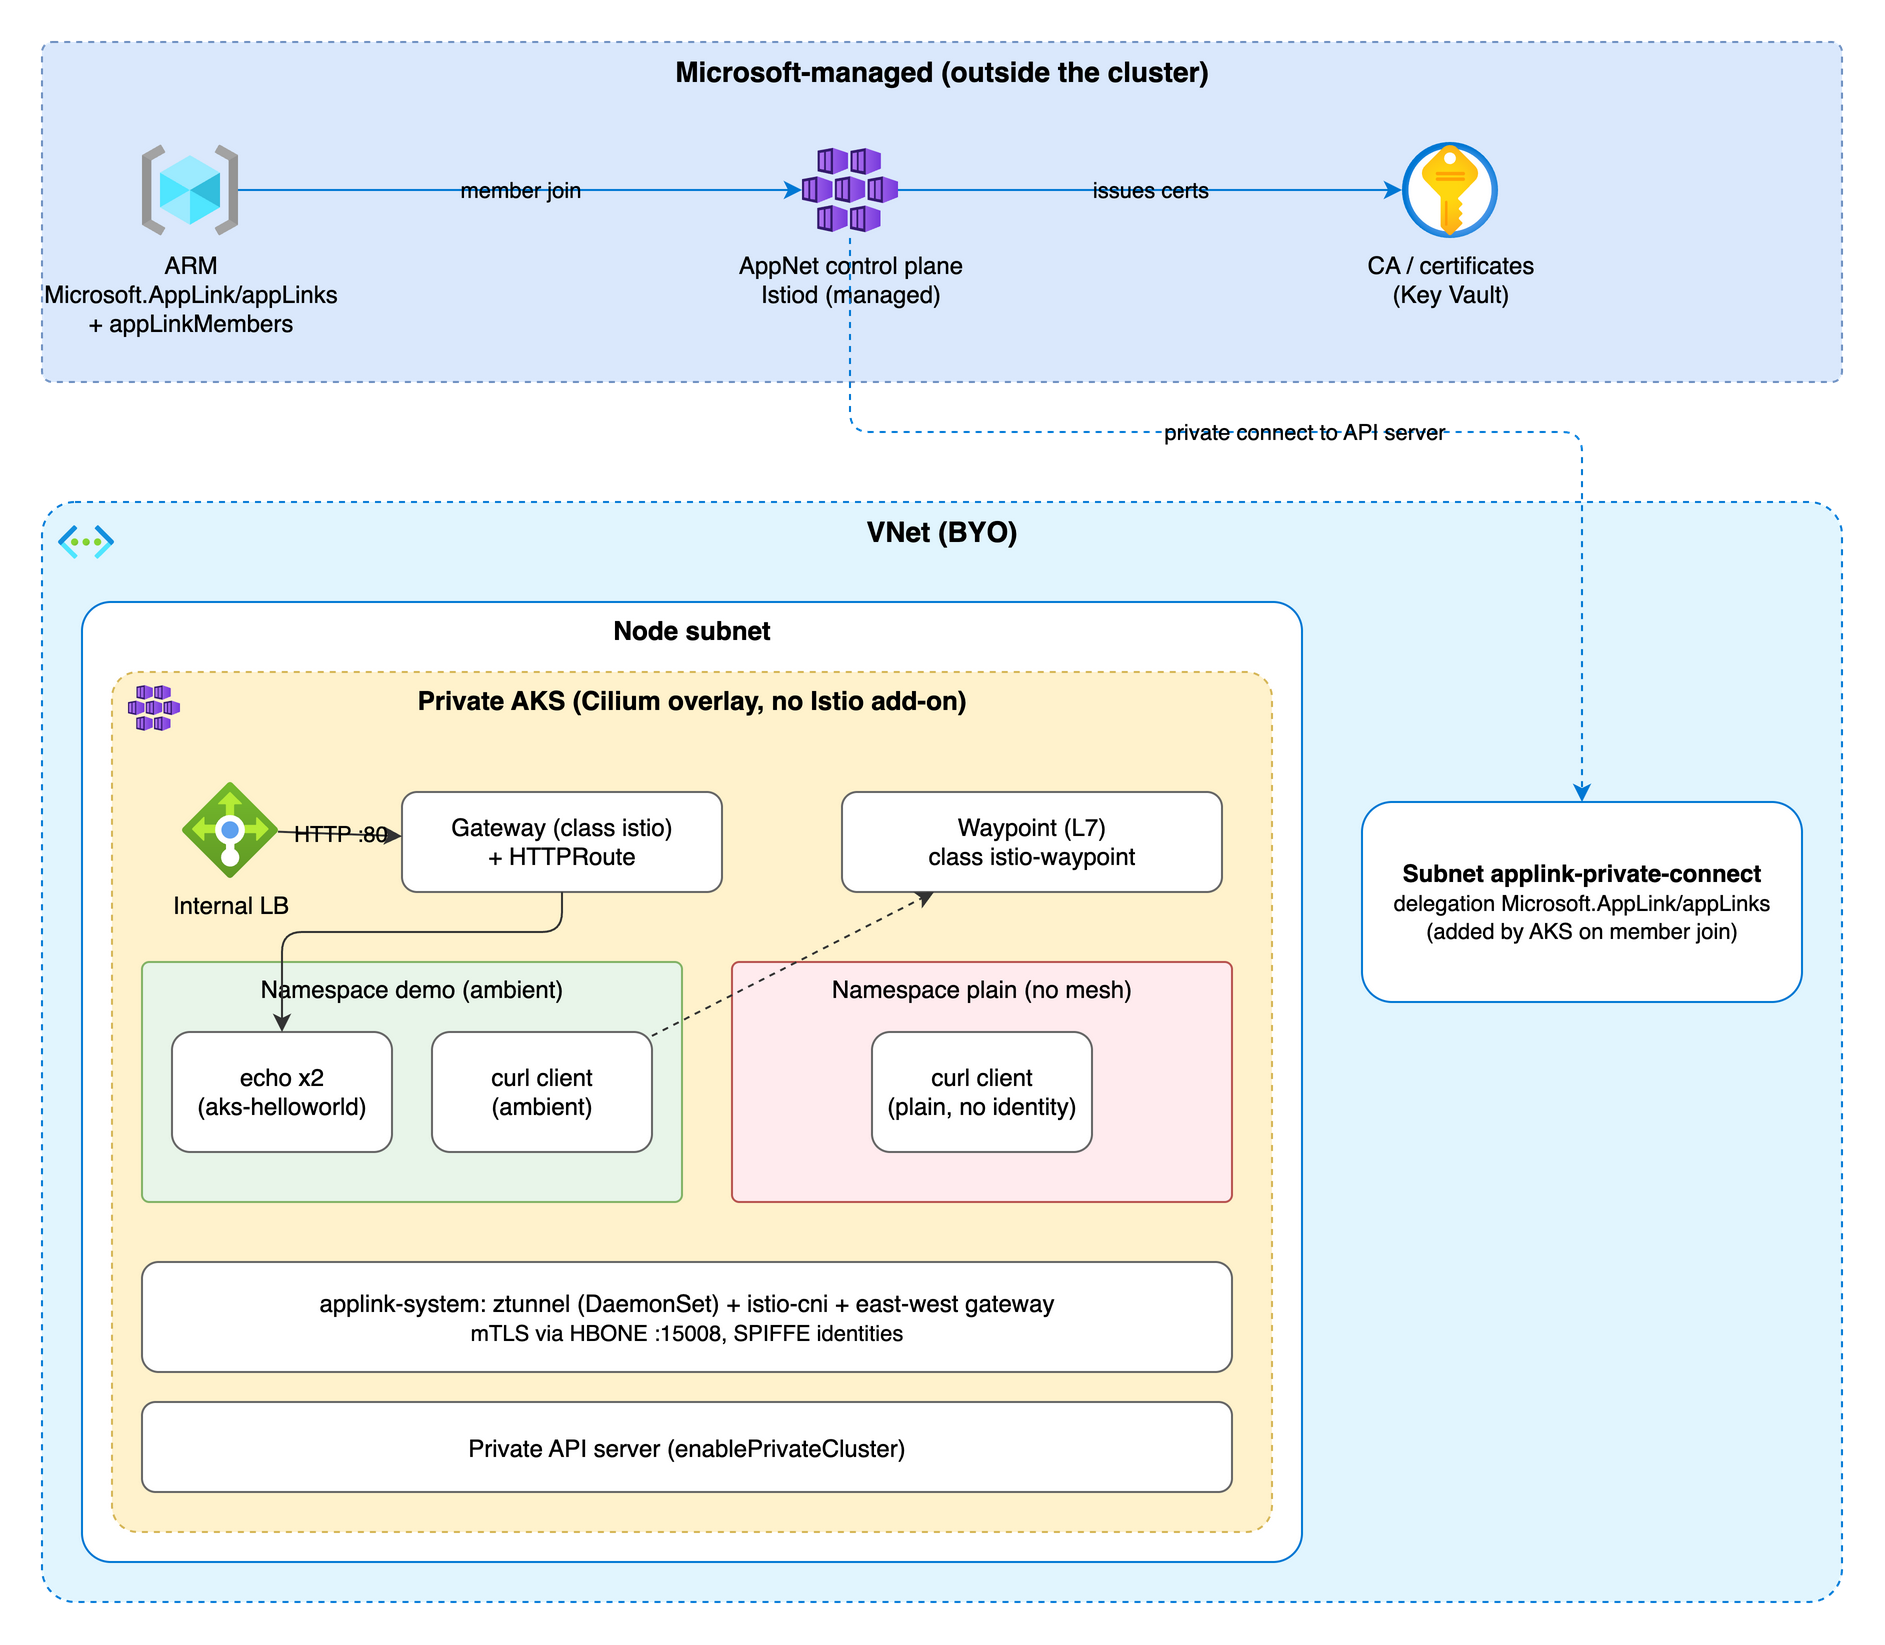 Microsoft-managed (outside the cluster)
member join
issues certs
ARM
Microsoft.AppLink/appLinks
+ appLinkMembers
AppNet control plane
Istiod (managed)
CA / certificates
(Key Vault)
private connect to API server
VNet (BYO)
Node subnet
Private AKS (Cilium overlay, no Istio add-on)
HTTP :80
Internal LB
Gateway (class istio)
+ HTTPRoute
Waypoint (L7)
class istio-waypoint
Subnet applink-private-connect
delegation Microsoft.AppLink/appLinks
(added by AKS on member join)
Namespace demo (ambient)
echo x2
(aks-helloworld)
curl client
(ambient)
Namespace plain (no mesh)
curl client
(plain, no identity)
applink-system: ztunnel (DaemonSet) + istio-cni + east-west gateway
mTLS via HBONE :15008, SPIFFE identities
Private API server (enablePrivateCluster)